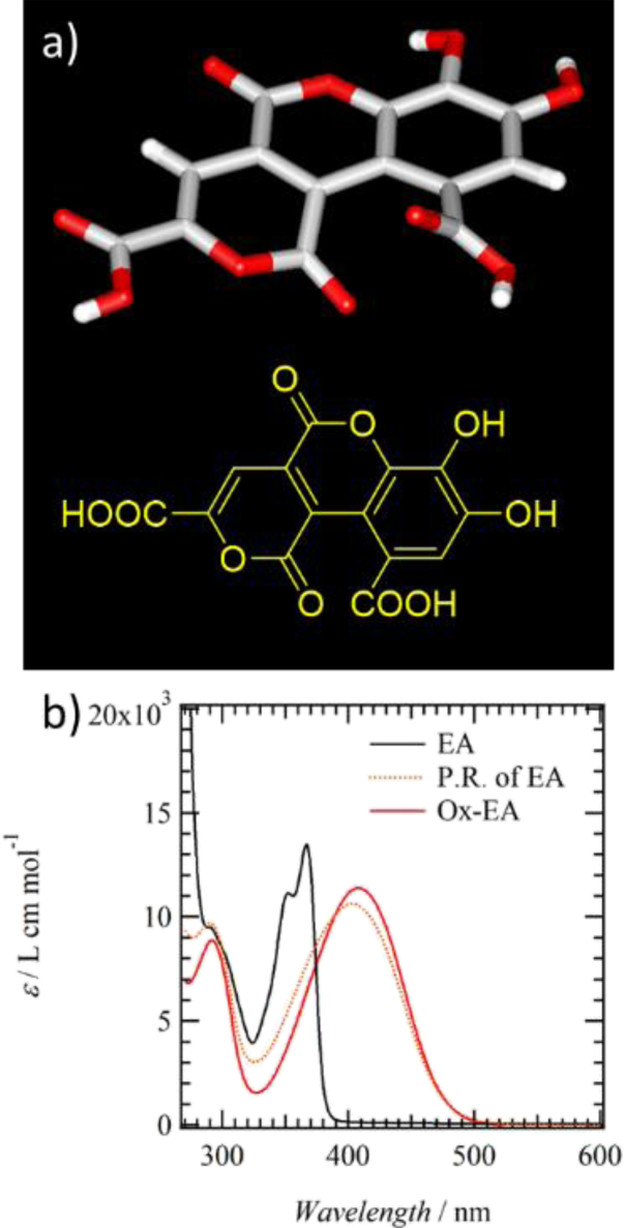 a)
O
O
OH
HOOC
OH
O
O
COOH
b)
20x10³
EA
P.R. of EA
Ox-EA
15
10
5
0
ε / L cm mol⁻¹
300 400 500 600
Wavelength / nm